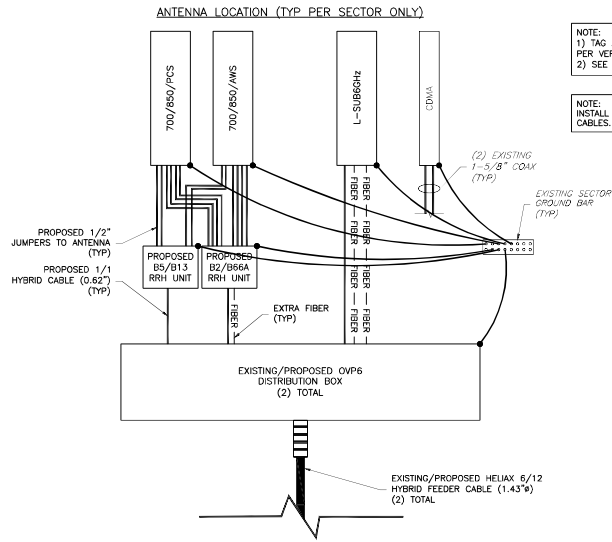 ANTENNA LOCATION (TYP PER SECTOR ONLY)
NOTE:
1) TAG
PER VER
2) SEE
NOTE:
INSTALL
CABLES.
700/850/PCS
700/850/AWS
L-SUB6GHz
CDMA
(2) EXISTING
1-5/8" COAX
(TYP)
EXISTING SECTOR
GROUND BAR
(TYP)
FIBER
FIBER
FIBER
FIBER
FIBER
FIBER
PROPOSED 1/2"
JUMPERS TO ANTENNA
(TYP)
PROPOSED 1/1
HYBRID CABLE (0.62")
(TYP)
PROPOSED
B5/B13
RRH UNIT
PROPOSED
B2/B66A
RRH UNIT
FIBER
EXTRA FIBER
(TYP)
FIBER
FIBER
EXISTING/PROPOSED OVP6
DISTRIBUTION BOX
(2) TOTAL
EXISTING/PROPOSED HELIAX 6/12
HYBRID FEEDER CABLE (1.43"ø)
(2) TOTAL